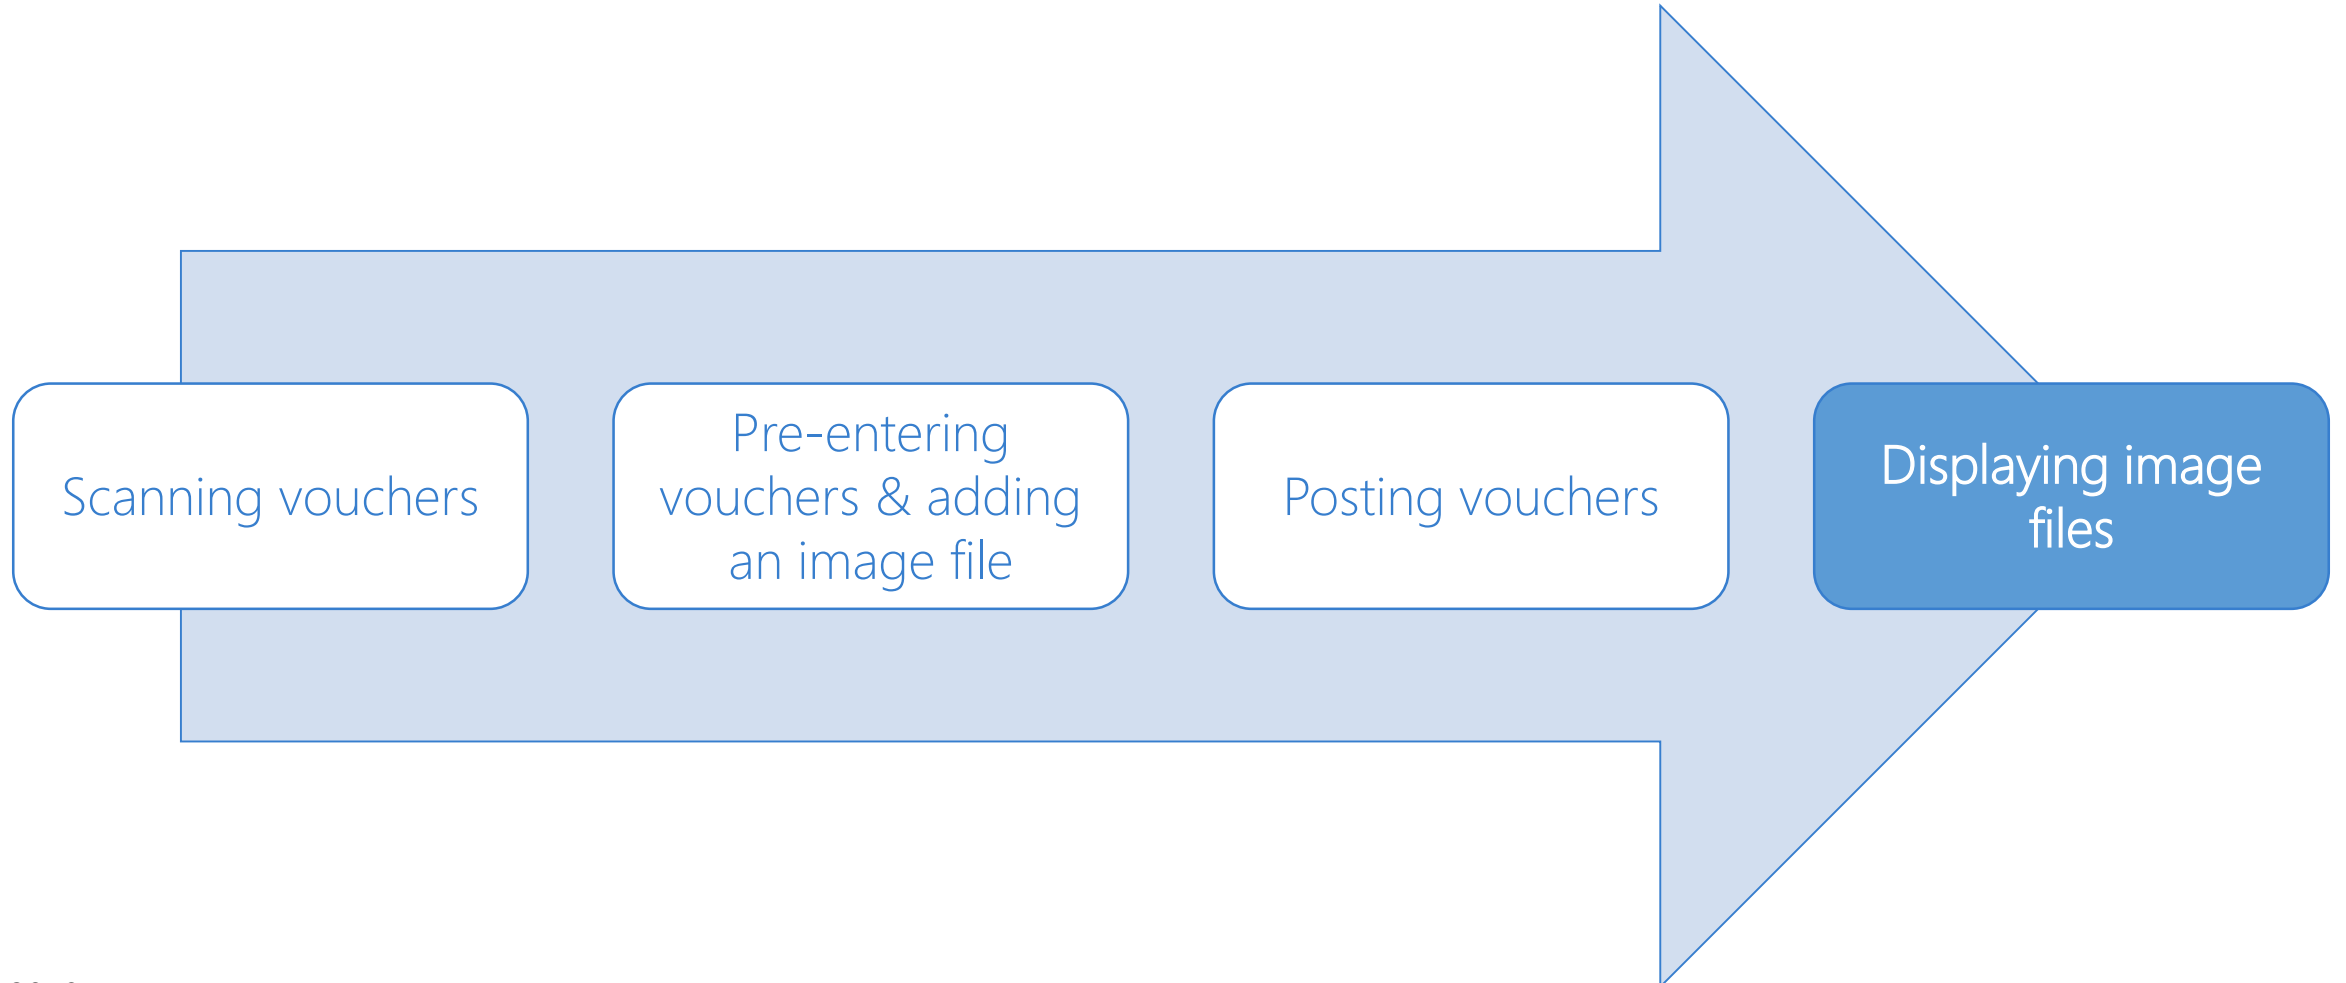 Scanning vouchers
Pre-entering
vouchers & adding
an image file
Posting vouchers
Displaying image
files